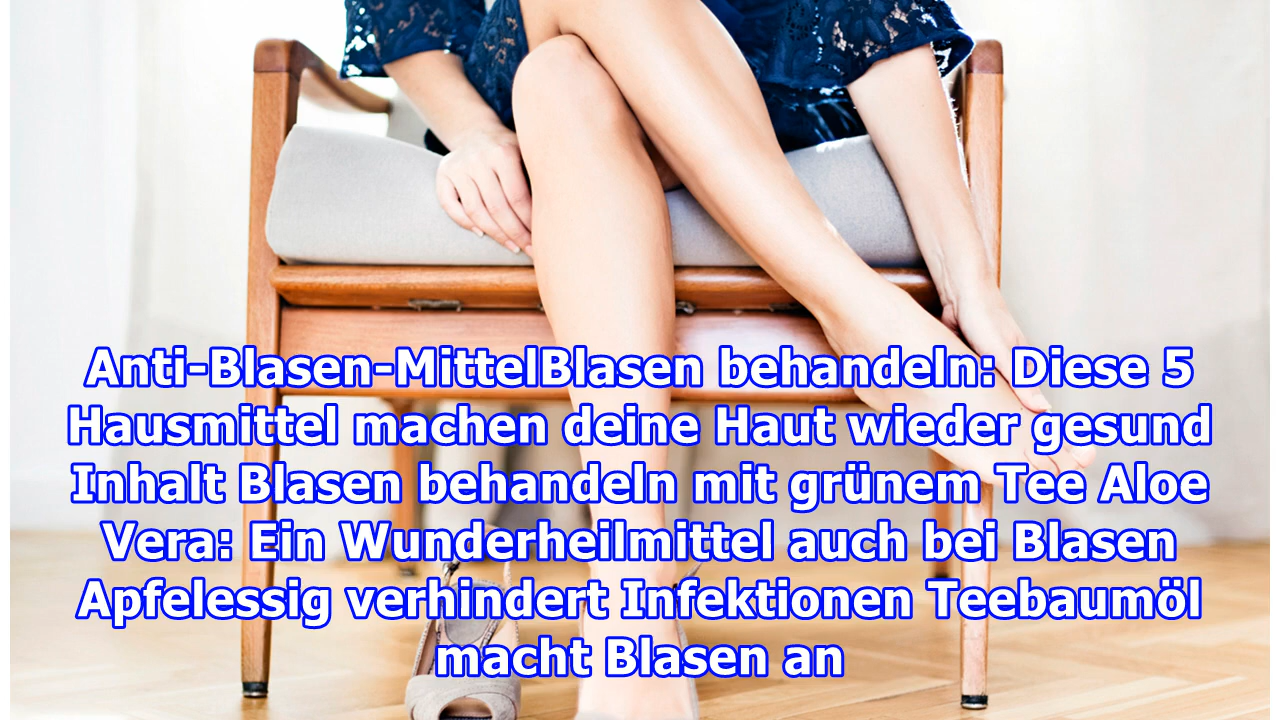 Anti-Blasen-MittelBlasen behandeln: Diese 5
Hausmittel machen deine Haut wieder gesund
Inhalt Blasen behandeln mit grünem Tee Aloe
Vera: Ein Wunderheilmittel auch bei Blasen
Apfelessig verhindert Infektionen Teebaumöl
macht Blasen an